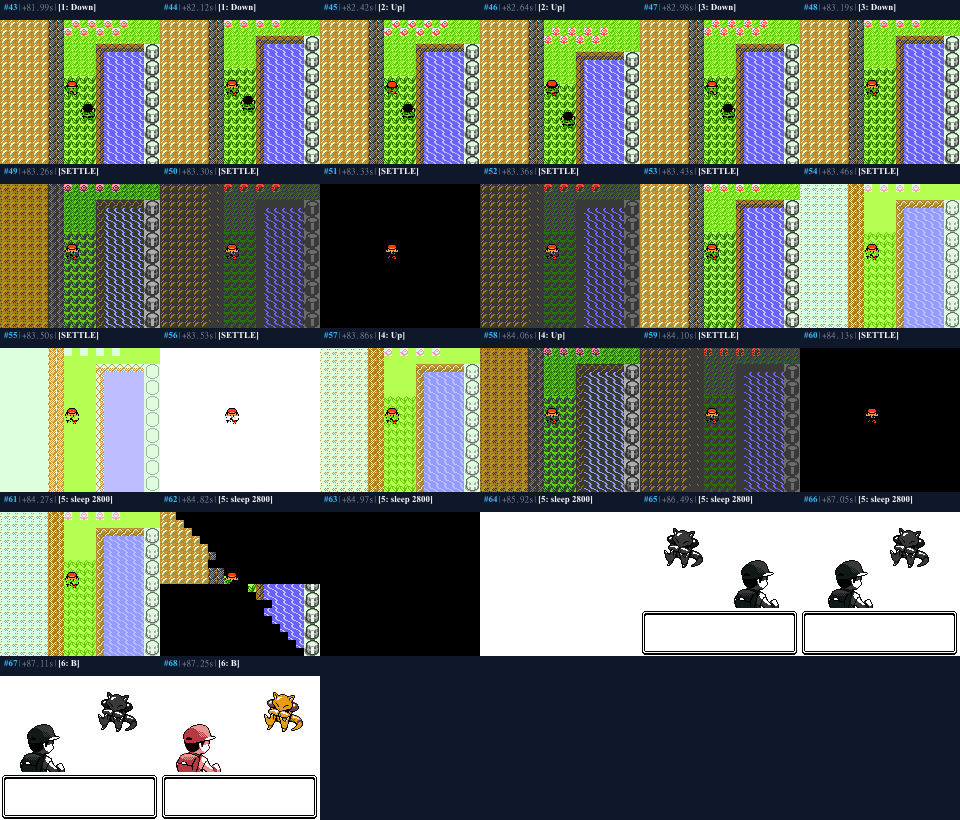 #43|+81.99s| [1: Down]
#44|+82.12s| [1: Down]
#45|+82.42s| [2: Up]
#46|+82.64s| [2: Up]
#47|+82.98s| [3: Down]
#48|+83.19s| [3: Down]
#49|+83.26s| [SETTLE]
#50|+83.30s| [SETTLE]
#51|+83.33s| [SETTLE]
#52|+83.36s| [SETTLE]
#53|+83.43s| [SETTLE]
#54|+83.46s| [SETTLE]
#55|+83.50s| [SETTLE]
#56|+83.53s| [SETTLE]
#57|+83.86s| [4: Up]
#58|+84.06s| [4: Up]
#59|+84.10s| [SETTLE]
#60|+84.13s| [SETTLE]
#61|+84.27s| [5: sleep 2800]
#62|+84.82s| [5: sleep 2800]
#63|+84.97s| [5: sleep 2800]
#64|+85.92s| [5: sleep 2800]
#65|+86.49s| [5: sleep 2800]
#66|+87.05s| [5: sleep 2800]
#67|+87.11s| [6: B]
#68|+87.25s| [6: B]